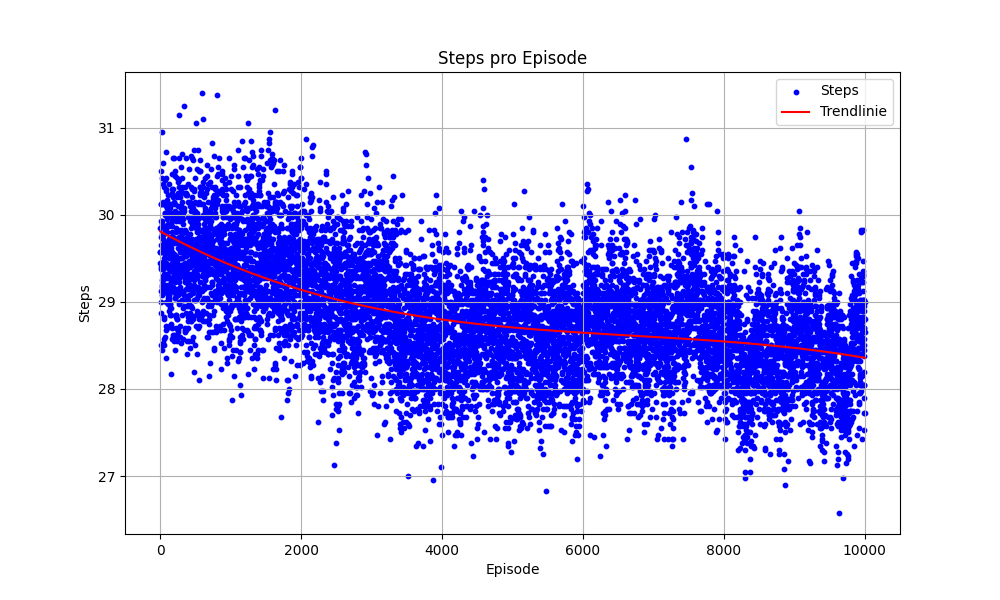 Steps pro Episode
Steps
Trendlinie
31
30
29
28
27
Steps
0 2000 4000 6000 8000 10000
Episode